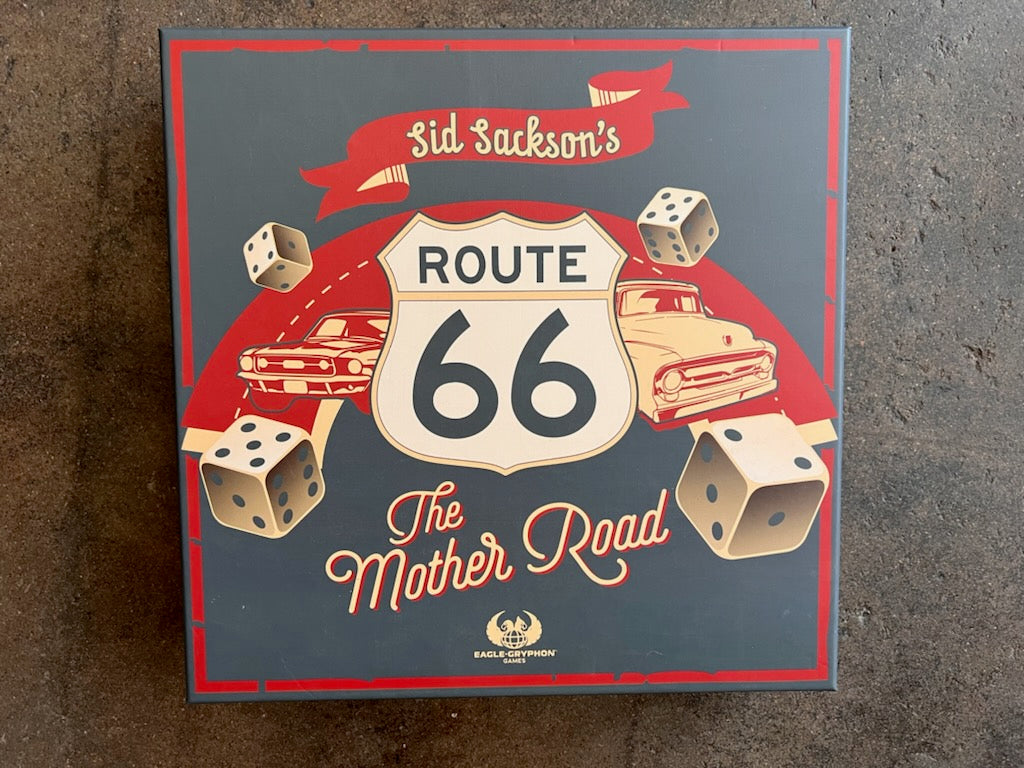 Sid Sackson's
ROUTE
66
The
Mother Road
EAGLE-GRYPHON
GAMES